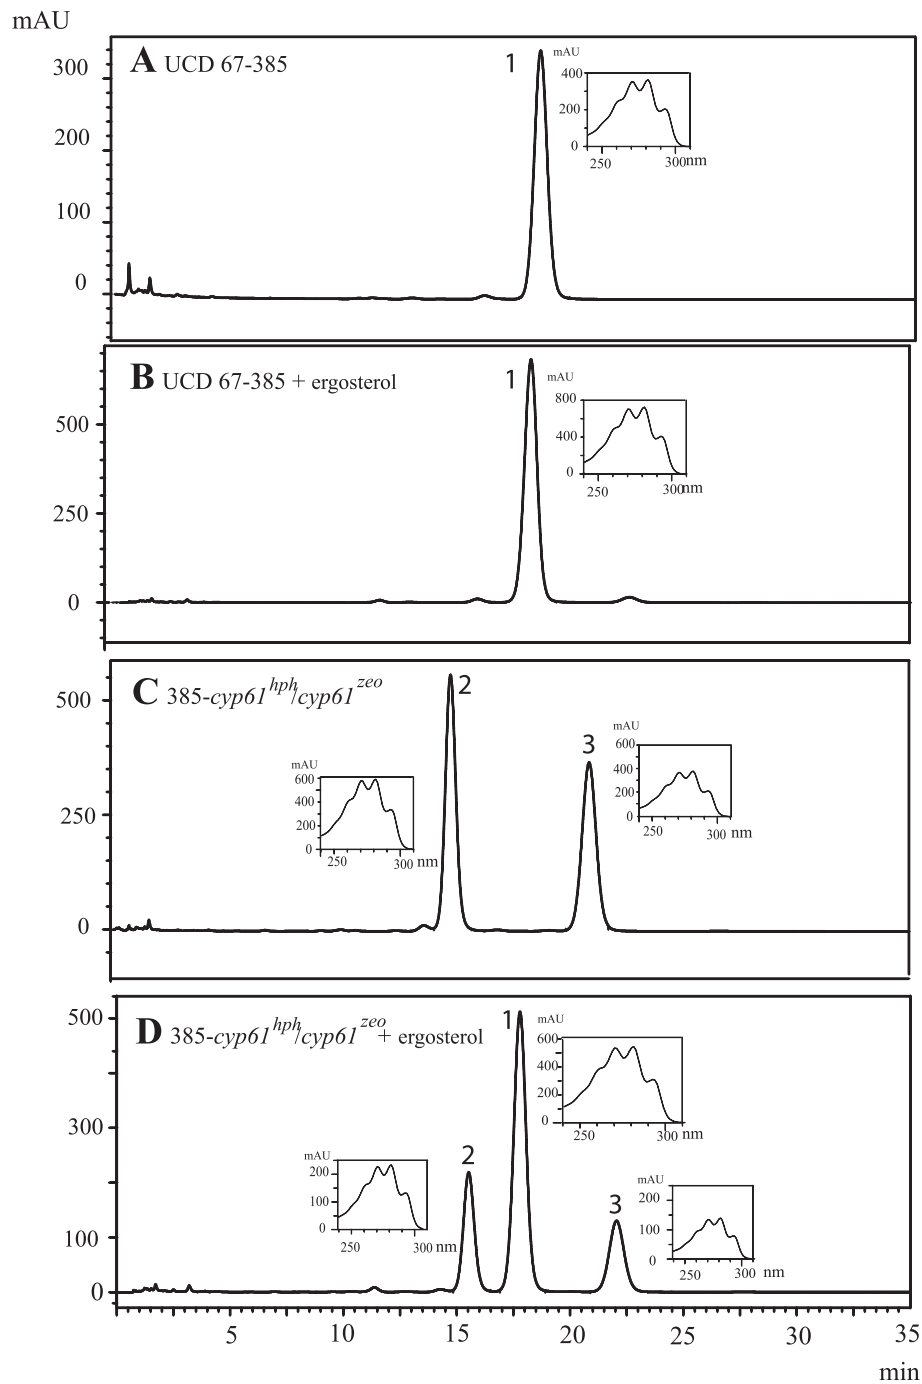 mAU
A UCD 67-385
1
300
200
100
0
mAU
400
200
0
250
300nm
B UCD 67-385 + ergosterol
1
500
250
0
mAU
800
400
0
250
300nm
C 385-cyp61hph/cyp61zeo
2
3
500
250
0
mAU
600
400
200
0
250
300 nm
mAU
600
400
200
0
250
300 nm
D 385-cyp61hph/cyp61zeo+ ergosterol
1
2
3
500
300
100
0
mAU
200
100
0
250
300 nm
mAU
600
400
200
0
250
300 nm
mAU
200
100
0
250
300 nm
5 10 15 20 25 30 35
min